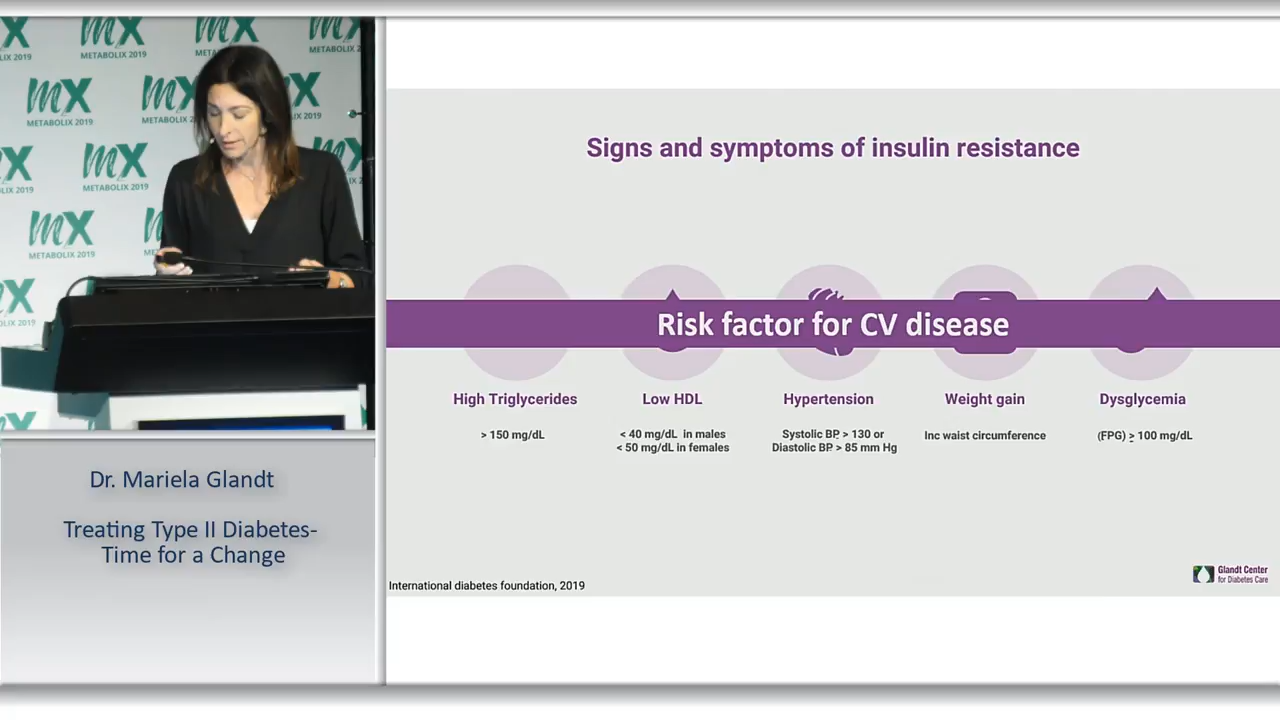 MX
METABOLIX 2019
Dr. Mariela Glandt
Treating Type II Diabetes-
Time for a Change
Signs and symptoms of insulin resistance
Risk factor for CV disease
High Triglycerides
> 150 mg/dL
Low HDL
< 40 mg/dL in males
< 50 mg/dL in females
Hypertension
Systolic BP > 130 or
Diastolic BP > 85 mm Hg
Weight gain
Inc waist circumference
Dysglycemia
(FPG) ≥ 100 mg/dL
International diabetes foundation, 2019
Glandt Center
for Diabetes Care